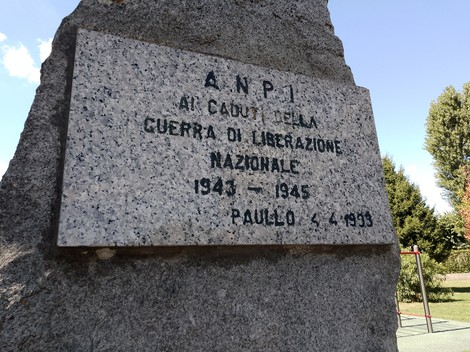 A N P I
AI CADUTI DELLA
GUERRA DI LIBERAZIONE
NAZIONALE
1943 - 1945
PAULLO 4 4 1993